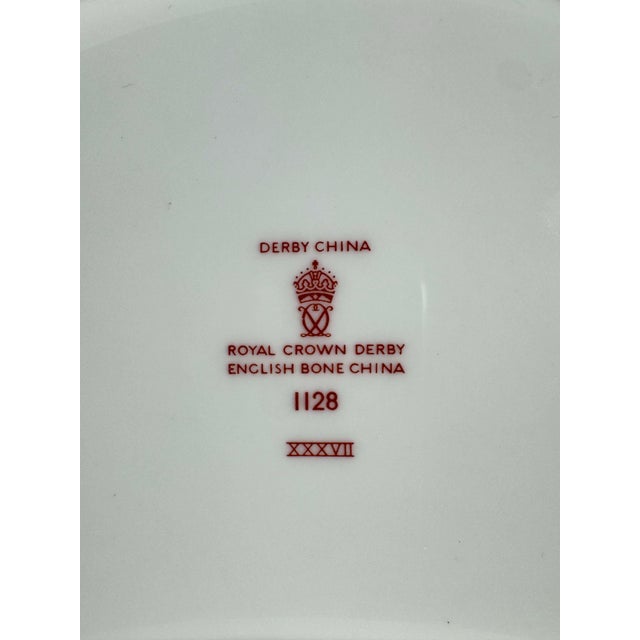 DERBY CHINA
ROYAL CROWN DERBY
ENGLISH BONE CHINA
1128
XXXVII